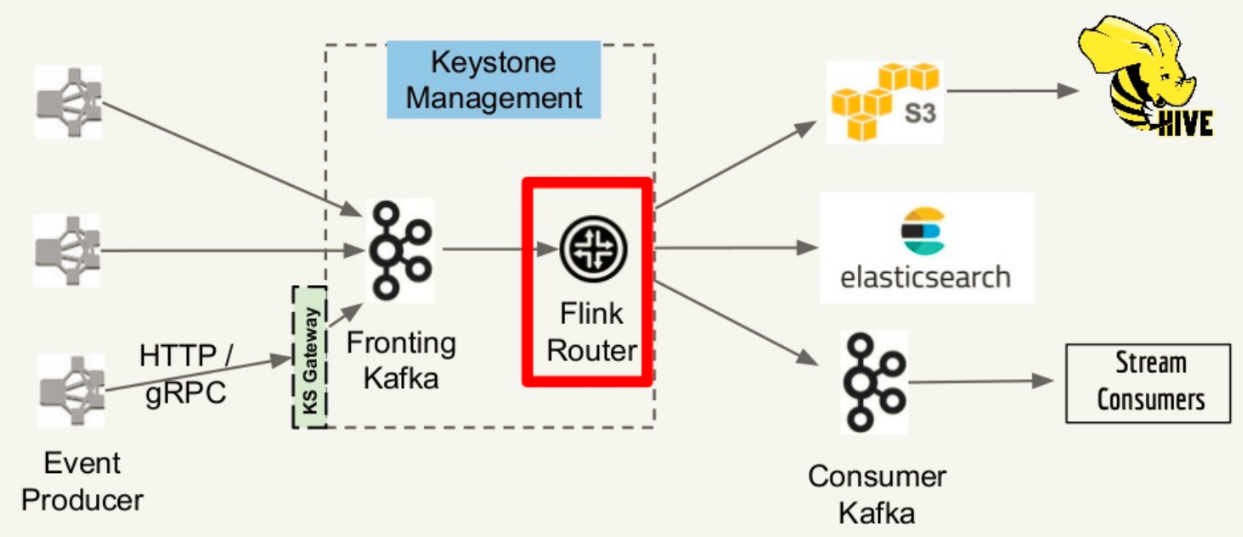 Keystone
Management
S3
HIVE
elasticsearch
HTTP /
gRPC
KS Gateway
Fronting
Kafka
Flink
Router
Stream
Consumers
Event
Producer
Consumer
Kafka